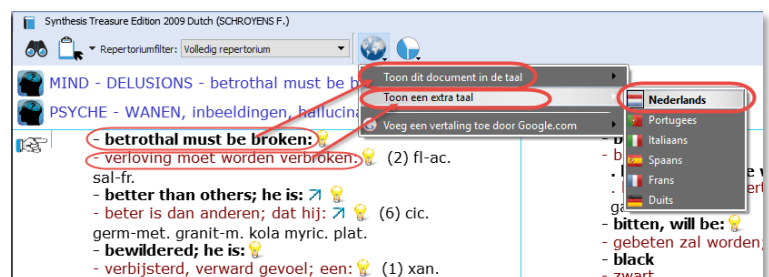 Synthesis Treasure Edition 2009 Dutch (SCHROYENS F.)
Repertoriumfilter: Volledig repertorium
MIND - DELUSIONS - betrothal must be b
PSYCHE - WANEN, inbeeldingen, hallucina
Toon dit document in de taal
Toon een extra taal
Voeg een vertaling toe door Google.com
Nederlands
Portugees
Italiaans
Spaans
Frans
Duits
- betrothal must be broken:
- verloving moet worden verbroken: (2) fl-ac.
sal-fr.
- better than others; he is:
- beter is dan anderen; dat hij: (6) cic.
germ-met. granit-m. kola myric. plat.
- bewildered; he is:
- verbijsterd, verward gevoel; een: (1) xan.
- bitten, will be:
- gebeten zal worden;
- black
- zwart